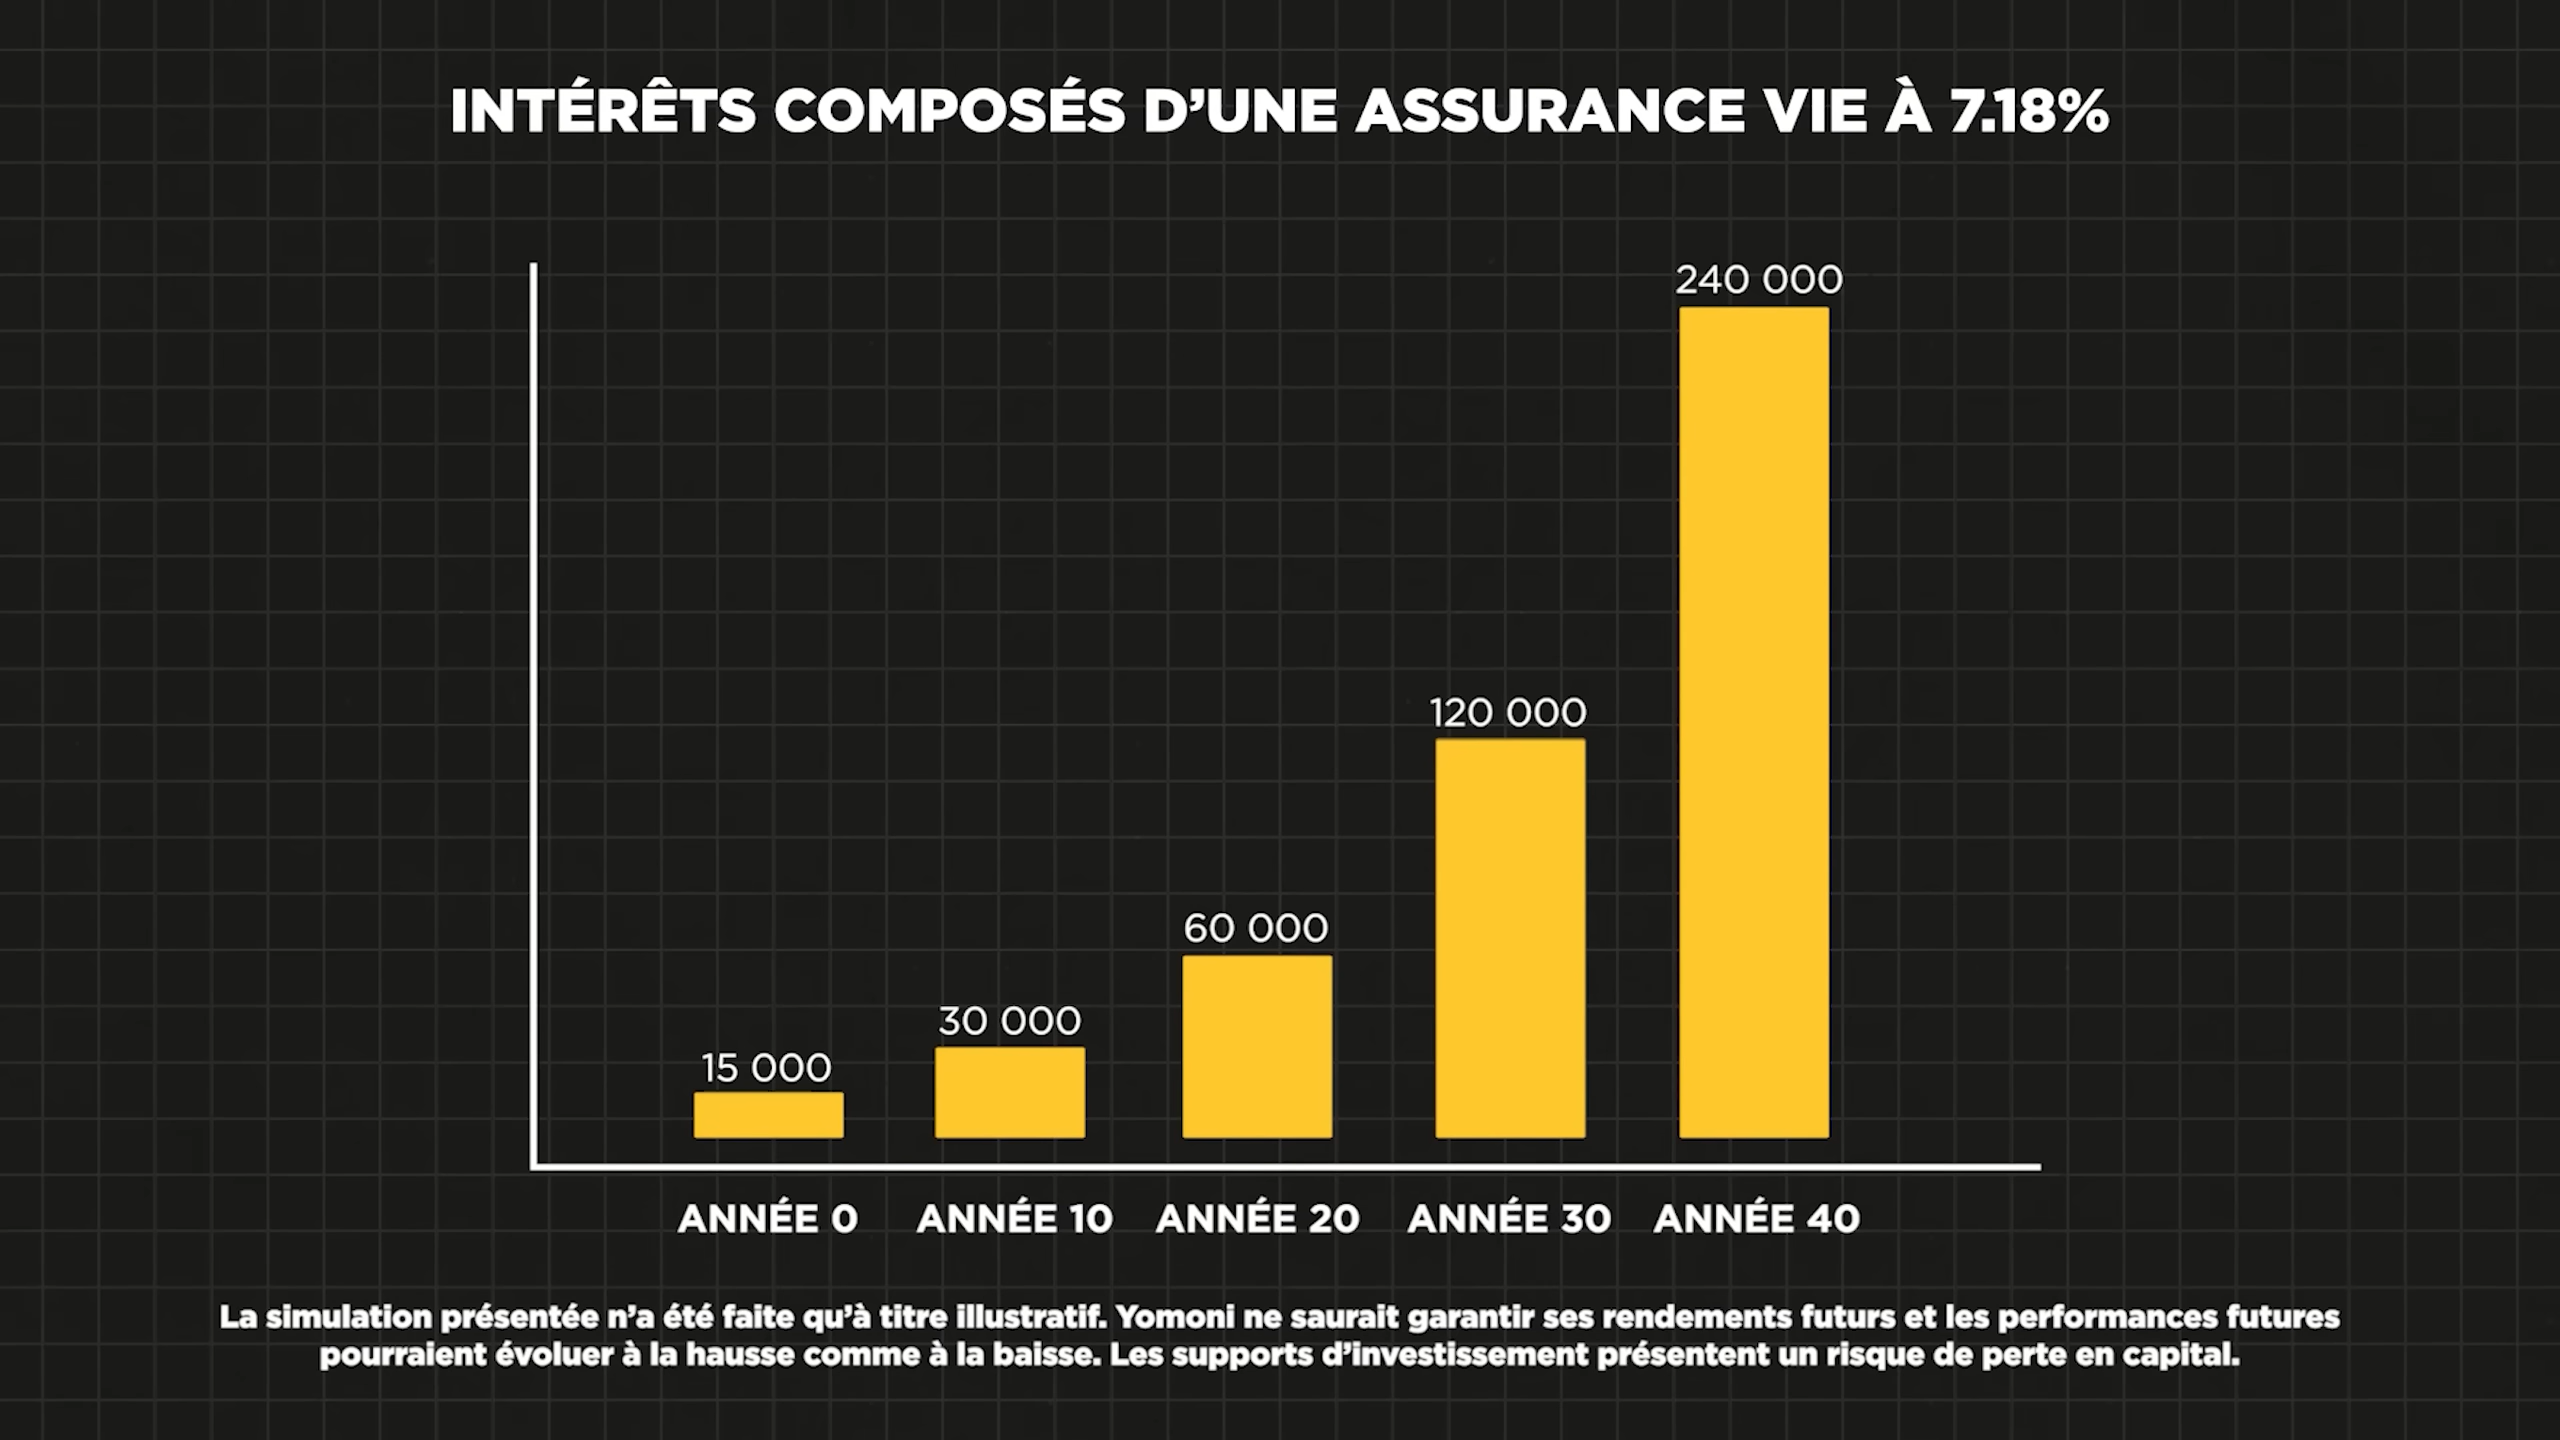 INTÉRÊTS COMPOSÉS D’UNE ASSURANCE VIE À 7.18%
240 000
120 000
60 000
30 000
15 000
ANNÉE 0 ANNÉE 10 ANNÉE 20 ANNÉE 30 ANNÉE 40
La simulation présentée n’a été faite qu’à titre illustratif. Yomoni ne saurait garantir ses rendements futurs et les performances futures
pourraient évoluer à la hausse comme à la baisse. Les supports d’investissement présentent un risque de perte en capital.